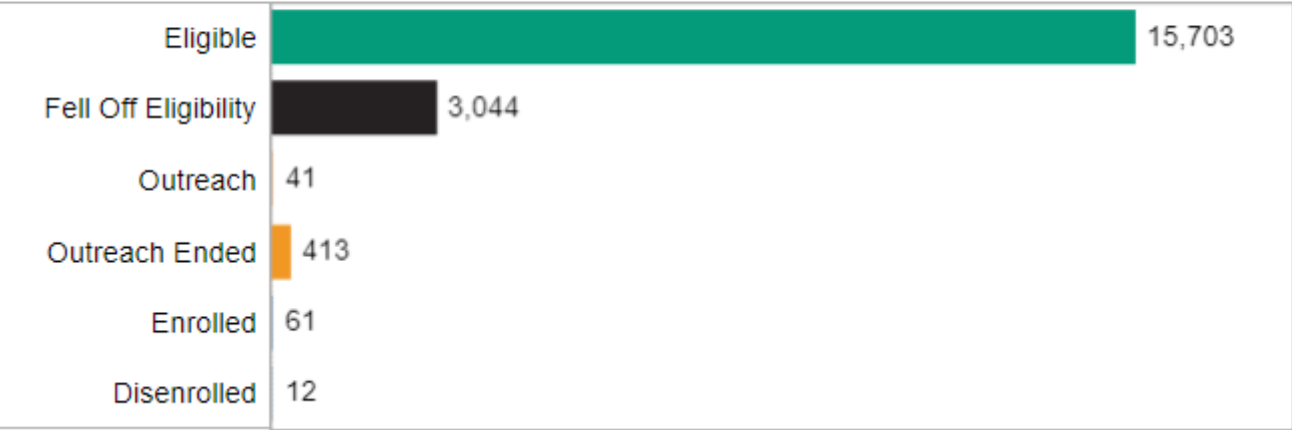 Eligible 15,703
Fell Off Eligibility 3,044
Outreach 41
Outreach Ended 413
Enrolled 61
Disenrolled 12